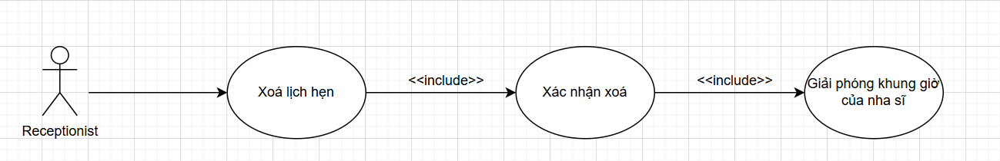 <<include>>
<<include>>
Xoá lịch hẹn
Xác nhận xoá
Giải phóng khung giờ
của nha sĩ
Receptionist